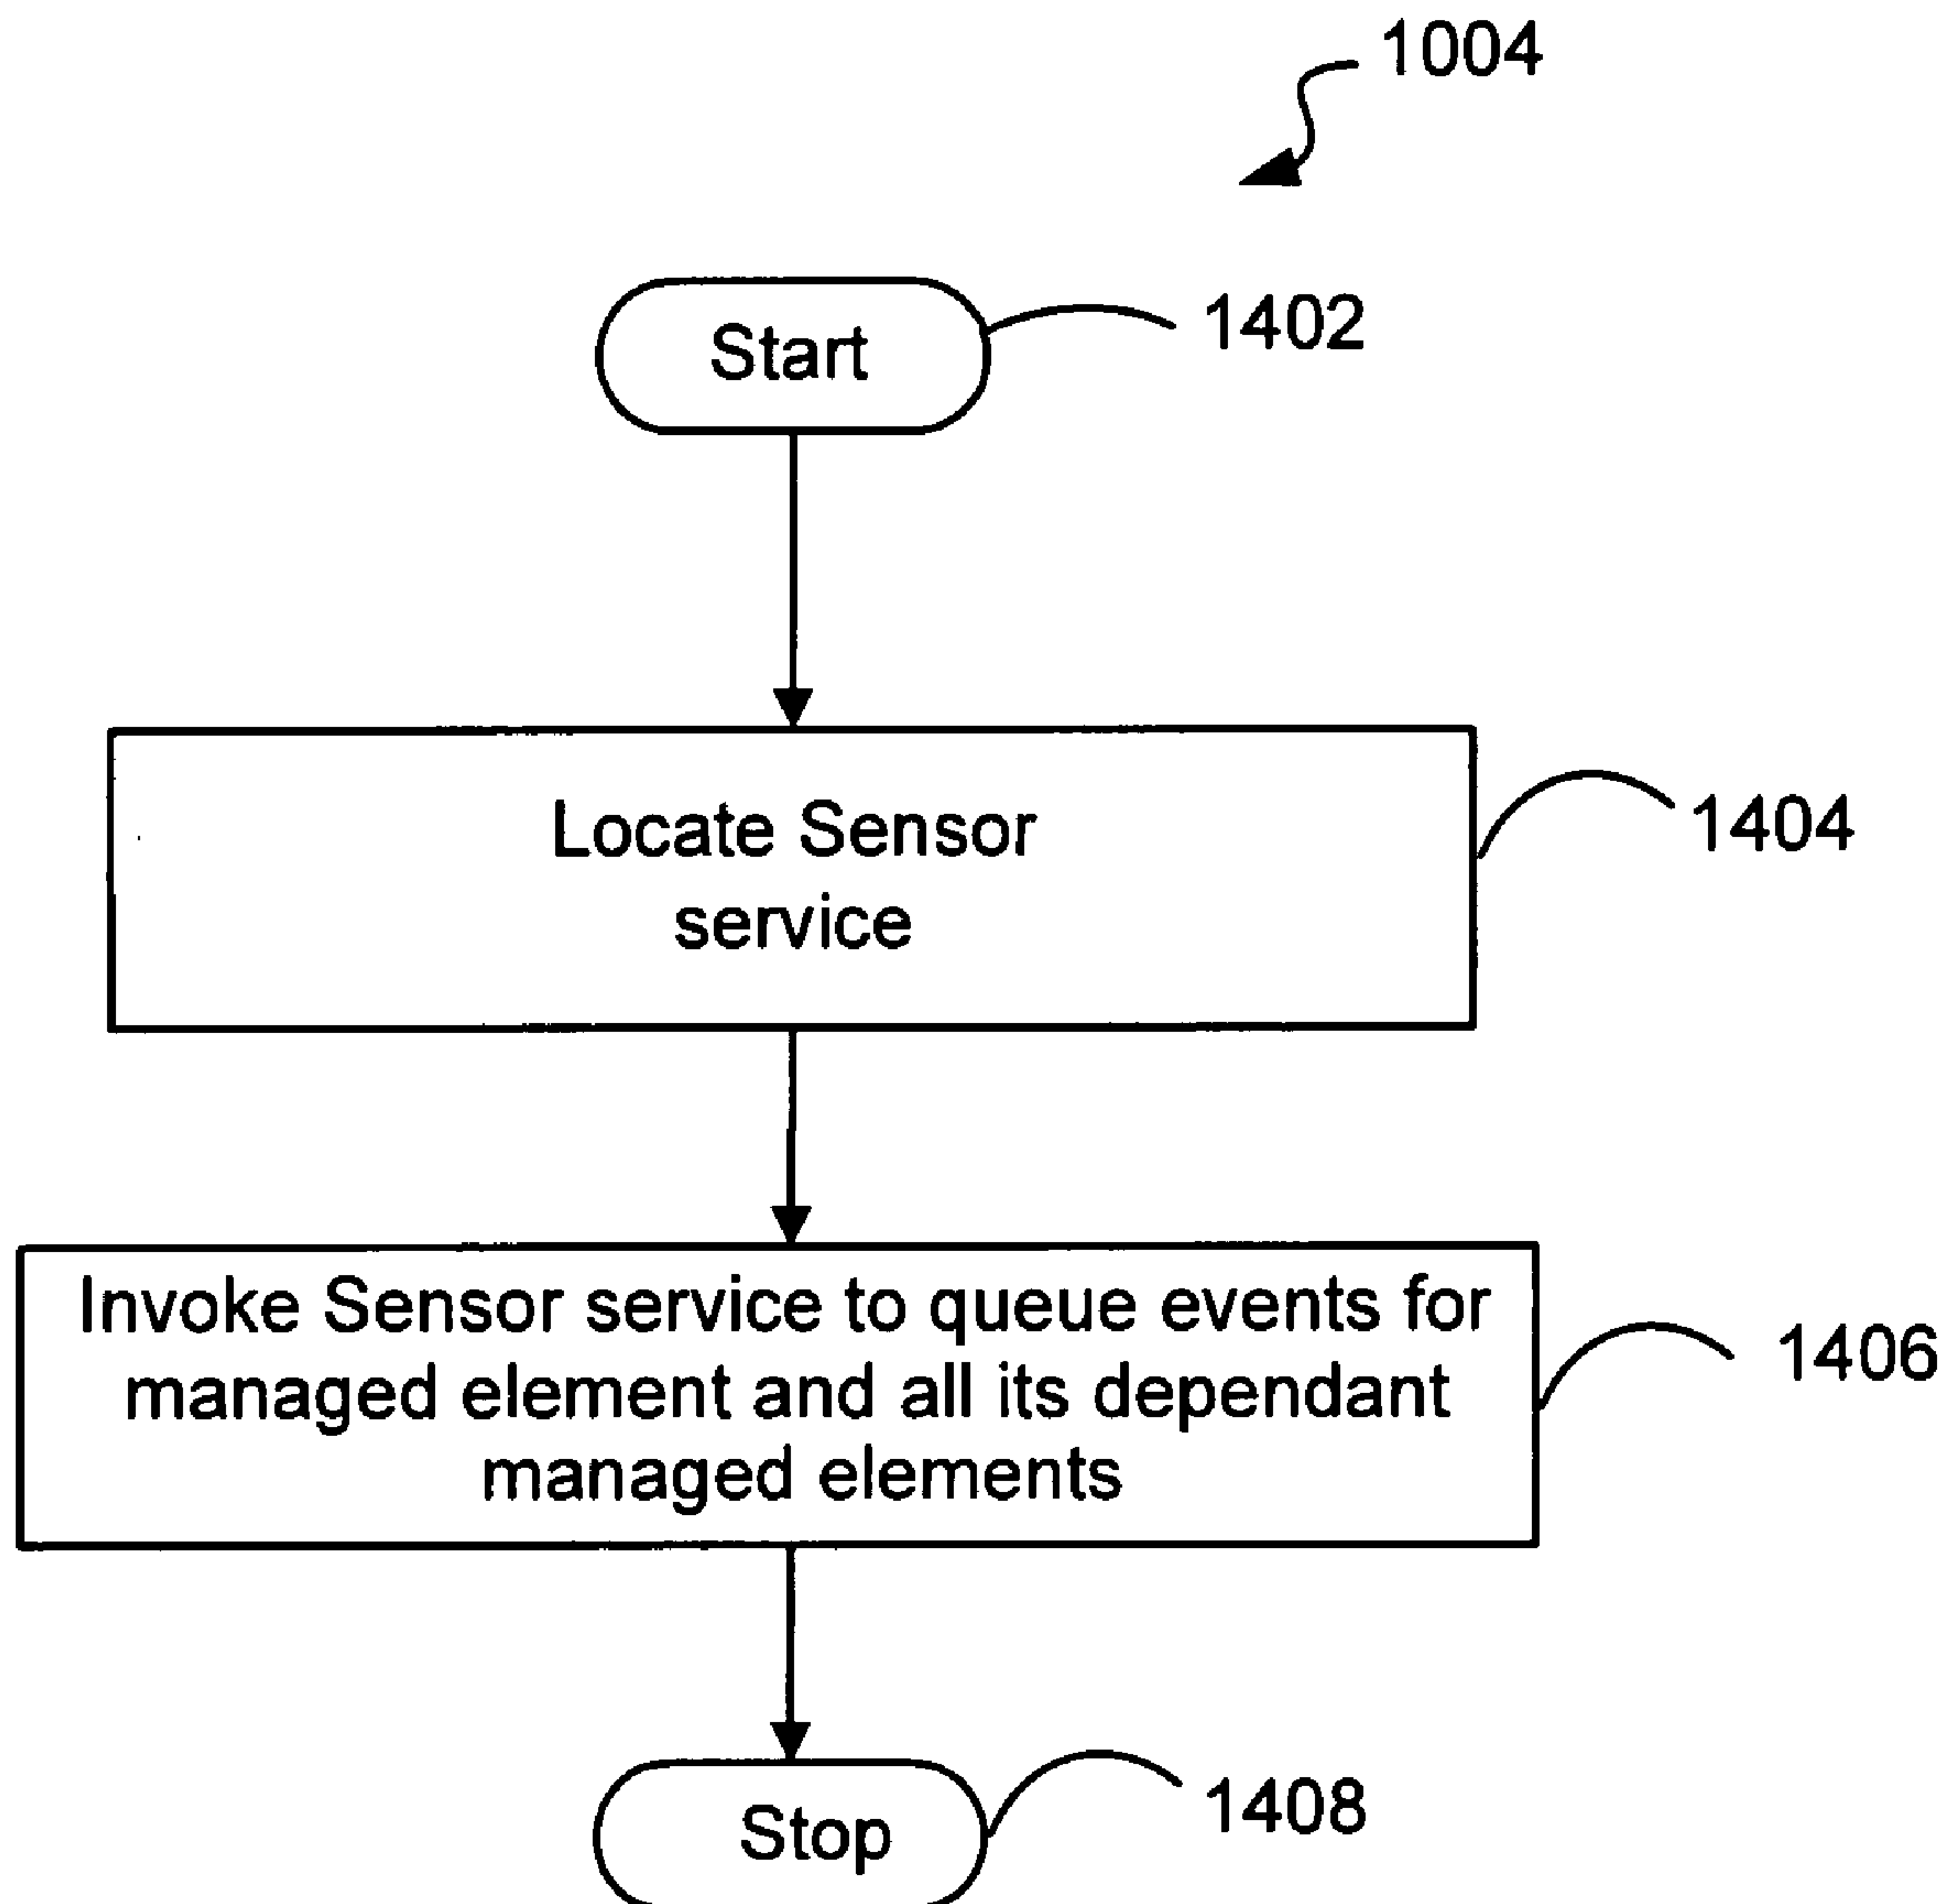 1004
Start
1402
Locate Sensor
service
1404
Invoke Sensor service to queue events for
managed element and all its dependant
managed elements
1406
Stop
1408